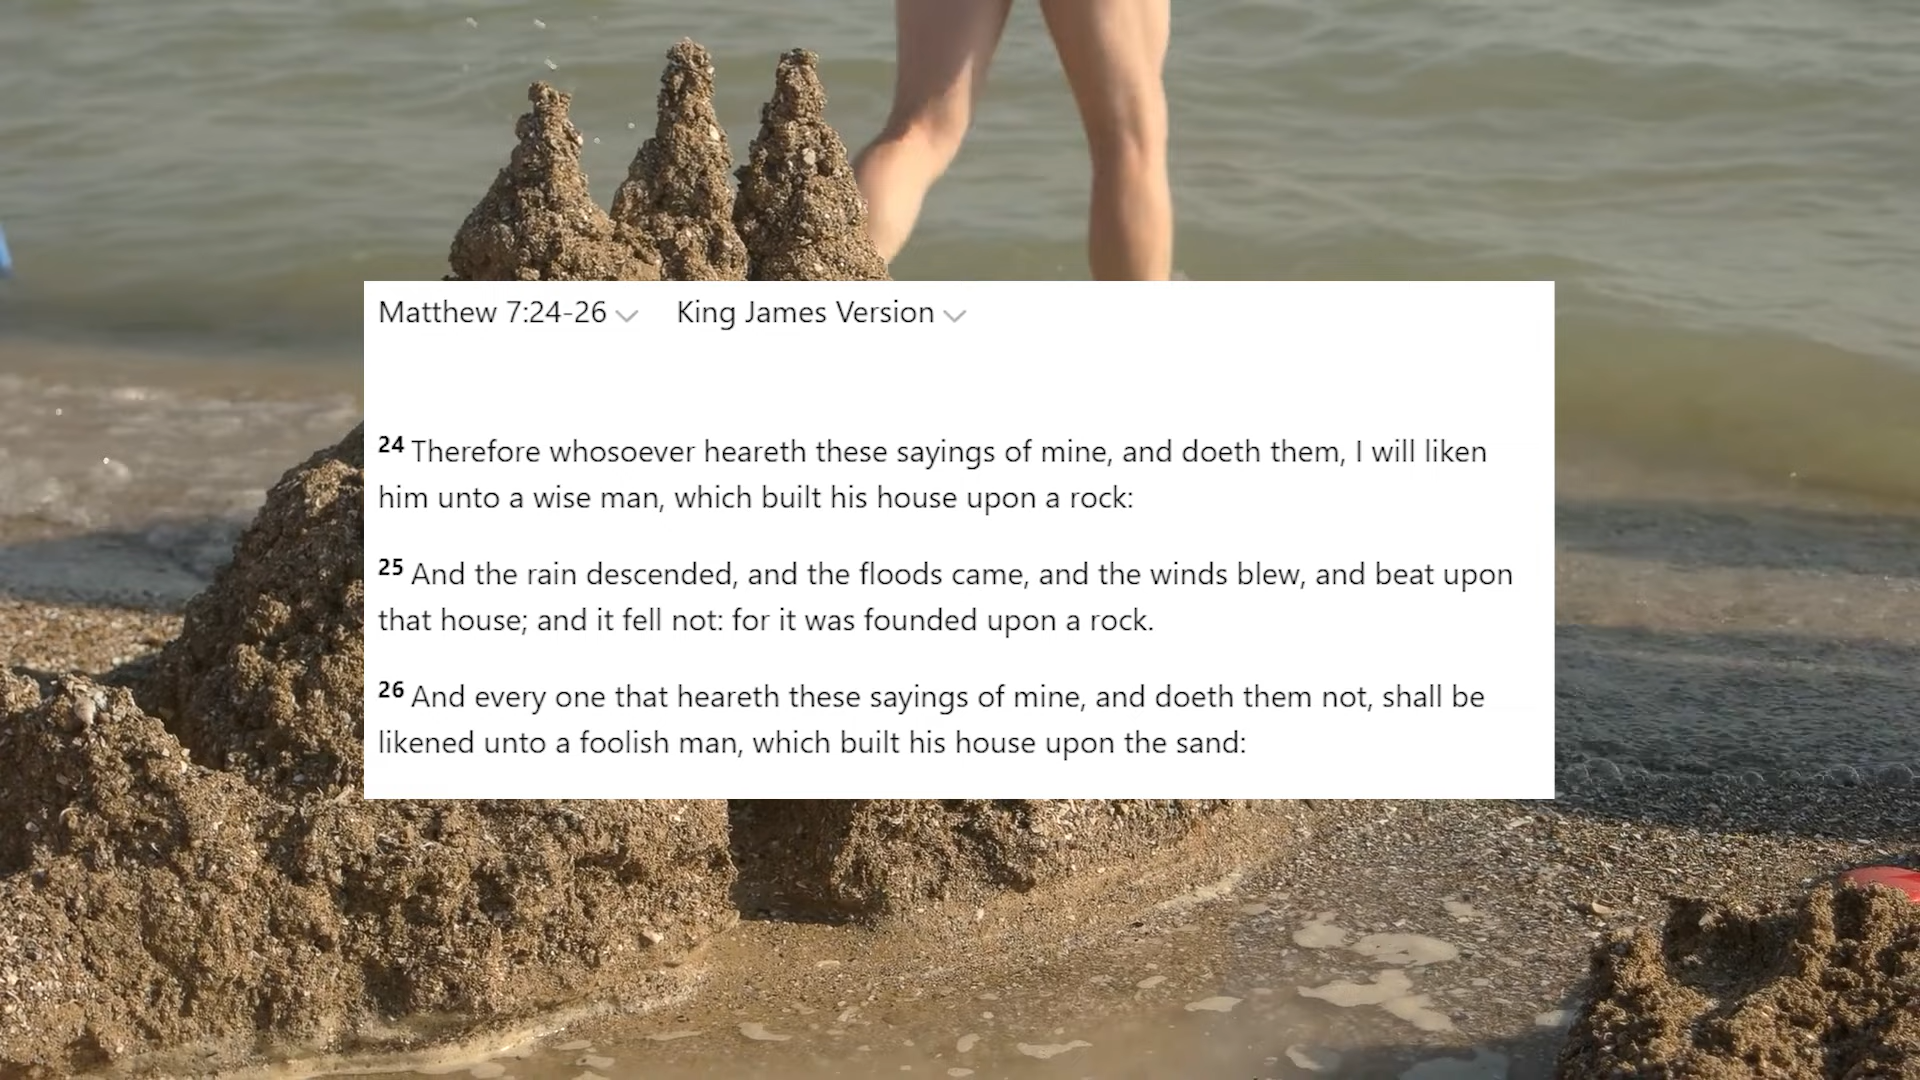 Matthew 7:24-26 King James Version
24 Therefore whosoever heareth these sayings of mine, and doeth them, I will liken
him unto a wise man, which built his house upon a rock:
25 And the rain descended, and the floods came, and the winds blew, and beat upon
that house; and it fell not: for it was founded upon a rock.
26 And every one that heareth these sayings of mine, and doeth them not, shall be
likened unto a foolish man, which built his house upon the sand: